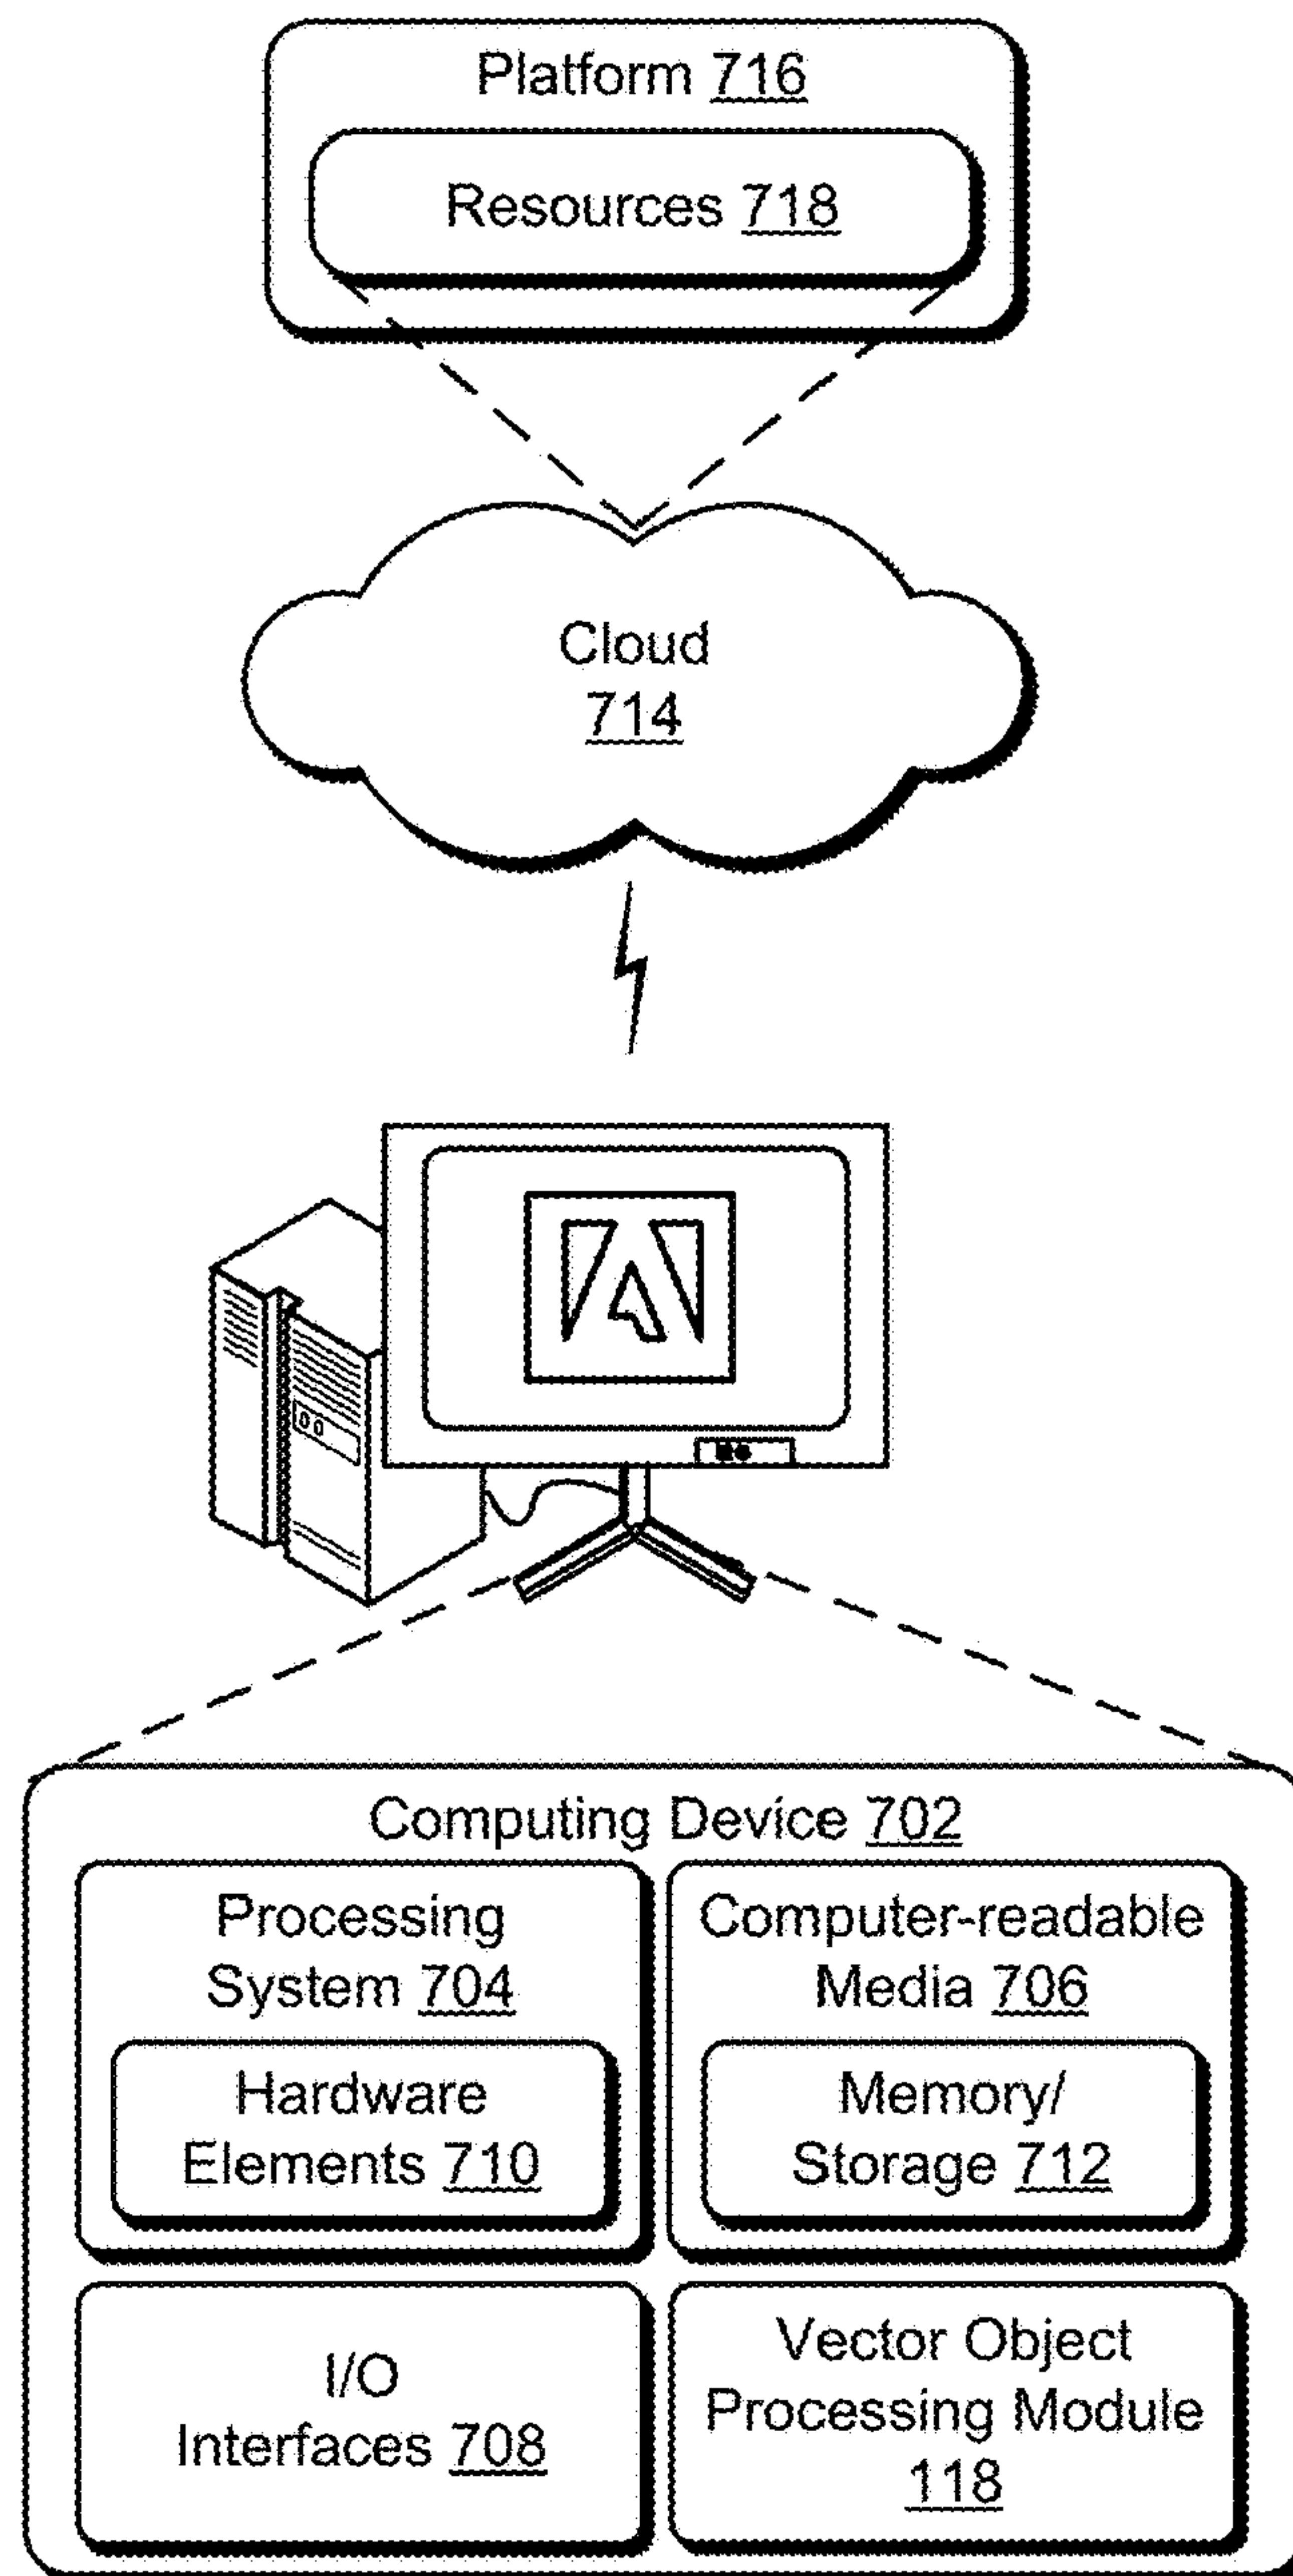 Platform 716
Resources 718
Cloud
714
Computing Device 702
Processing
System 704
Hardware
Elements 710
Computer-readable
Media 706
Memory/
Storage 712
I/O
Interfaces 708
Vector Object
Processing Module
118